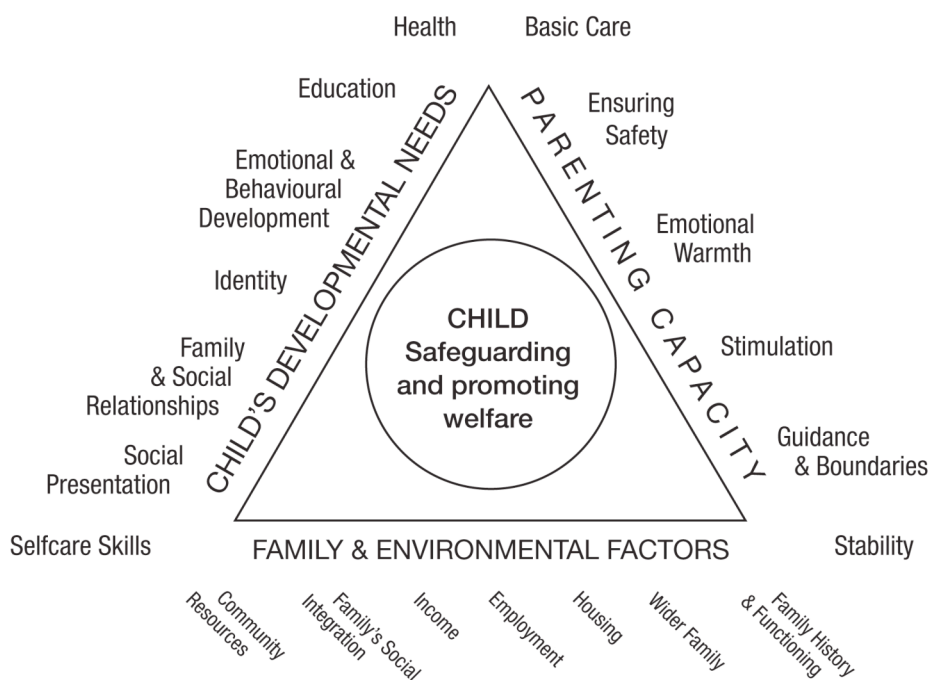 Health
Basic Care
Education
Ensuring
Safety
Emotional &
Behavioural
Development
Emotional
Warmth
Identity
Stimulation
Family
& Social
Relationships
Guidance
& Boundaries
Social
Presentation
Selfcare Skills
Stability
CHILD'S DEVELOPMENTAL NEEDS
PARENTING CAPACITY
CHILD
Safeguarding
and promoting
welfare
FAMILY & ENVIRONMENTAL FACTORS
Community
Resources
Family's Social
Integration
Income
Employment
Housing
Wider Family
Family History
& Functioning